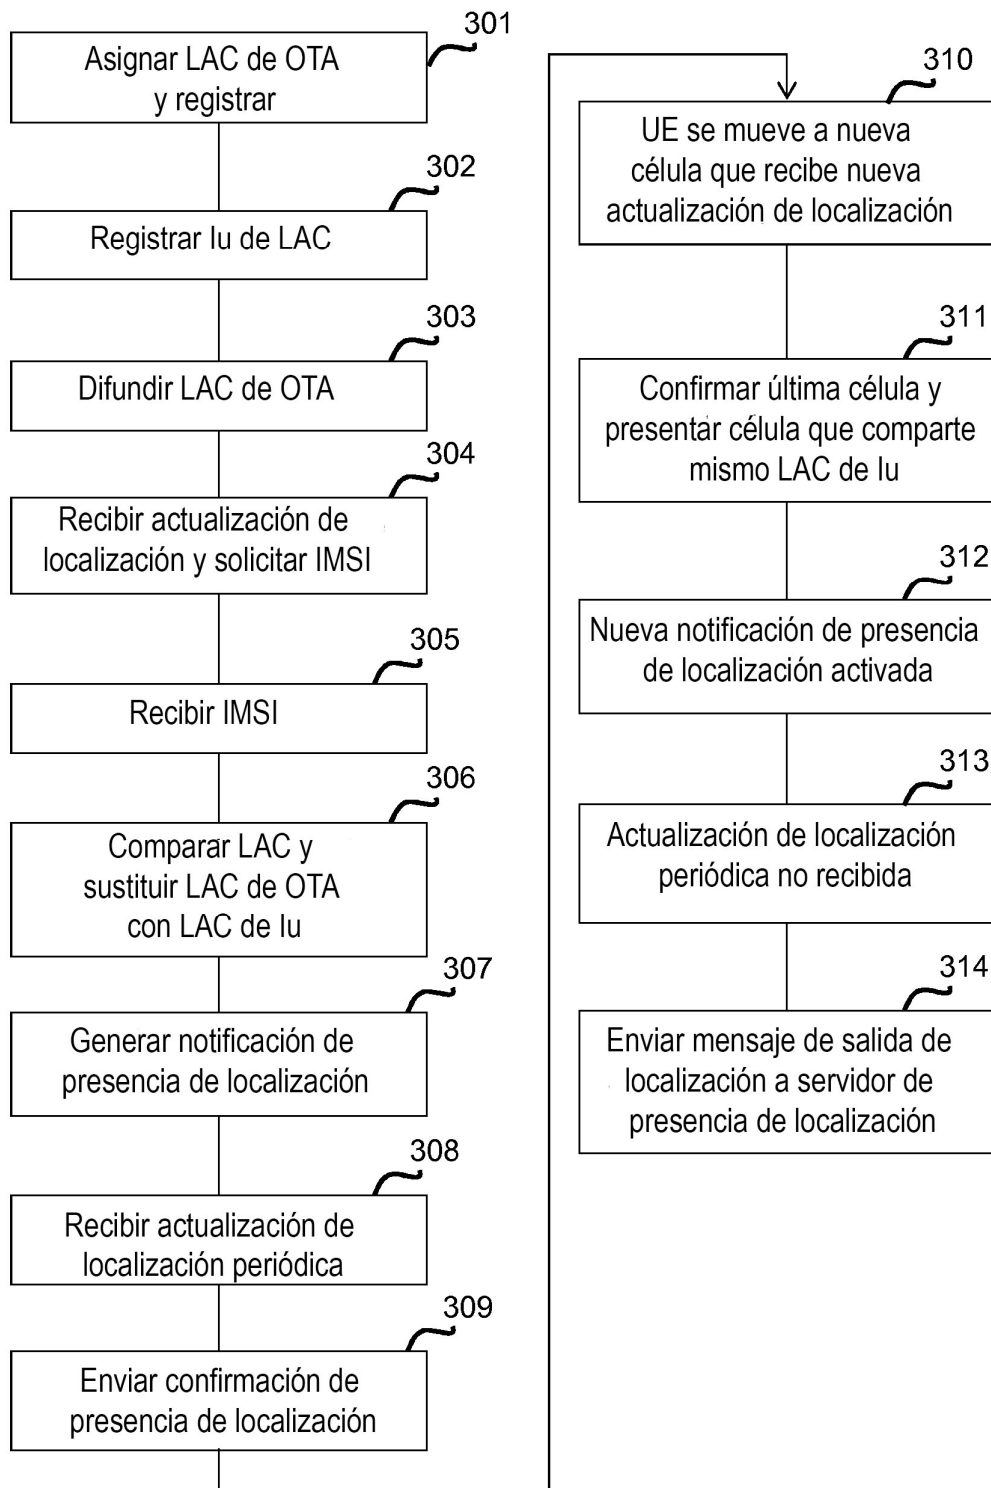 301
Asignar LAC de OTA
y registrar
302
Registrar Iu de LAC
303
Difundir LAC de OTA
304
Recibir actualización de
localización y solicitar IMSI
305
Recibir IMSI
306
Comparar LAC y
sustituir LAC de OTA
con LAC de Iu
307
Generar notificación de
presencia de localización
308
Recibir actualización de
localización periódica
309
Enviar confirmación de
presencia de localización
310
UE se mueve a nueva
célula que recibe nueva
actualización de localización
311
Confirmar última célula y
presentar célula que comparte
mismo LAC de Iu
312
Nueva notificación de presencia
de localización activada
313
Actualización de localización
periódica no recibida
314
Enviar mensaje de salida de
localización a servidor de
presencia de localización